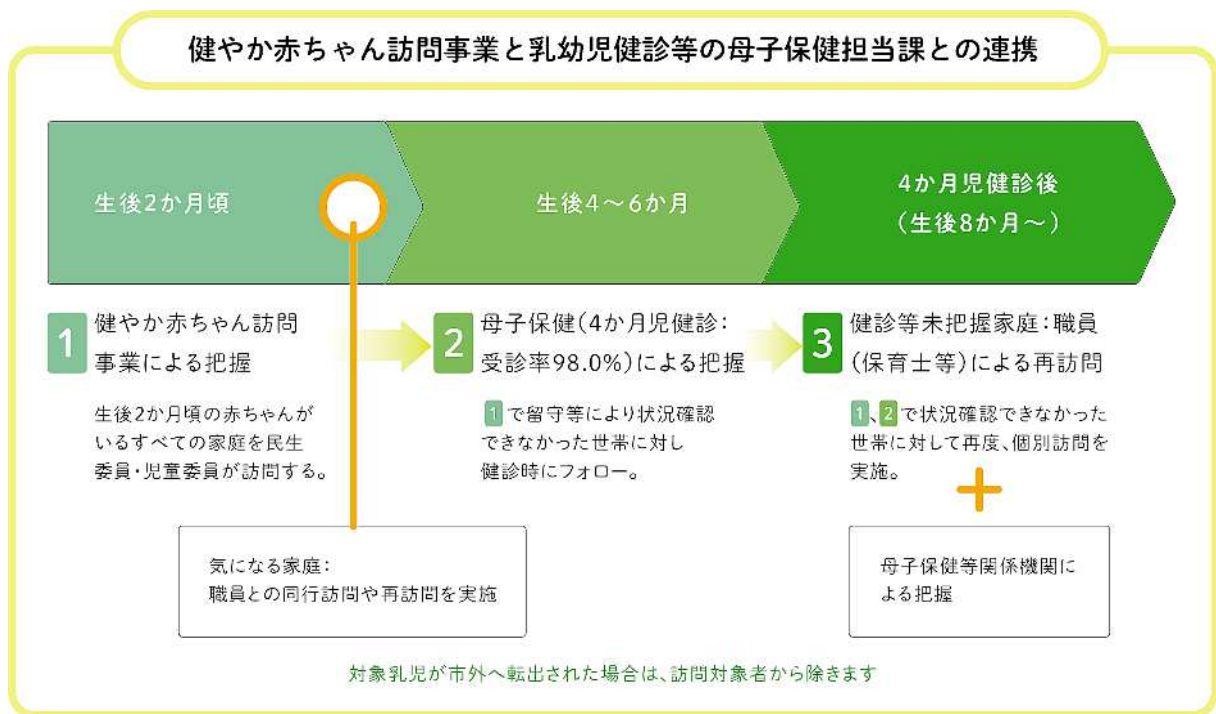 健やか赤ちゃん訪問事業と乳幼児健診等の母子保健担当課との連携
生後2か月頃
生後4～6か月
4か月児健診後
（生後8か月～）
1 健やか赤ちゃん訪問
事業による把握
生後2か月頃の赤ちゃんが
いるすべての家庭を民生
委員・児童委員が訪問する。
2 母子保健（4か月児健診：
受診率98.0%）による把握
1で留守等により状況確認
できなかった世帯に対し
健診時にフォロー。
3 健診等未把握家庭：職員
（保育士等）による再訪問
1、2で状況確認できなかった
世帯に対して再度、個別訪問を
実施。
気になる家庭：
職員との同行訪問や再訪問を実施
母子保健等関係機関に
よる把握
対象乳児が市外へ転出された場合は、訪問対象者から除きます